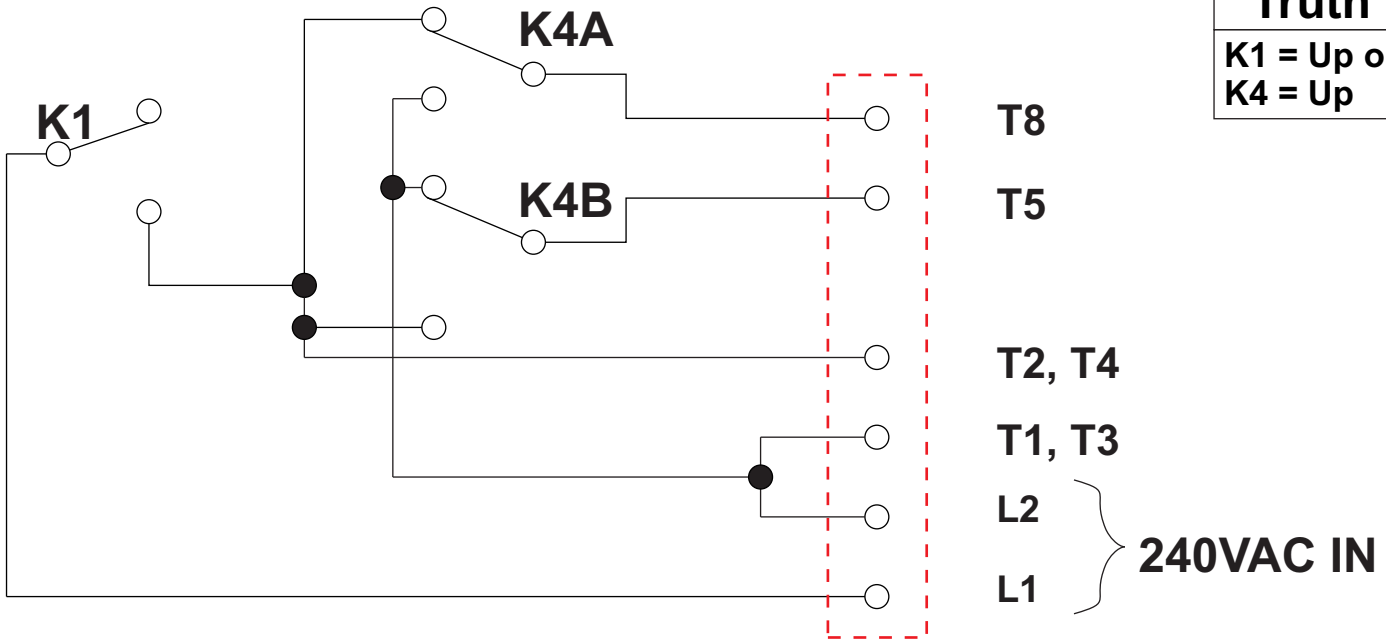 Truth
K1 = Up
K4 = Up
K4A
K1
T8
K4B
T5
T2, T4
T1, T3
L2
240VAC IN
L1